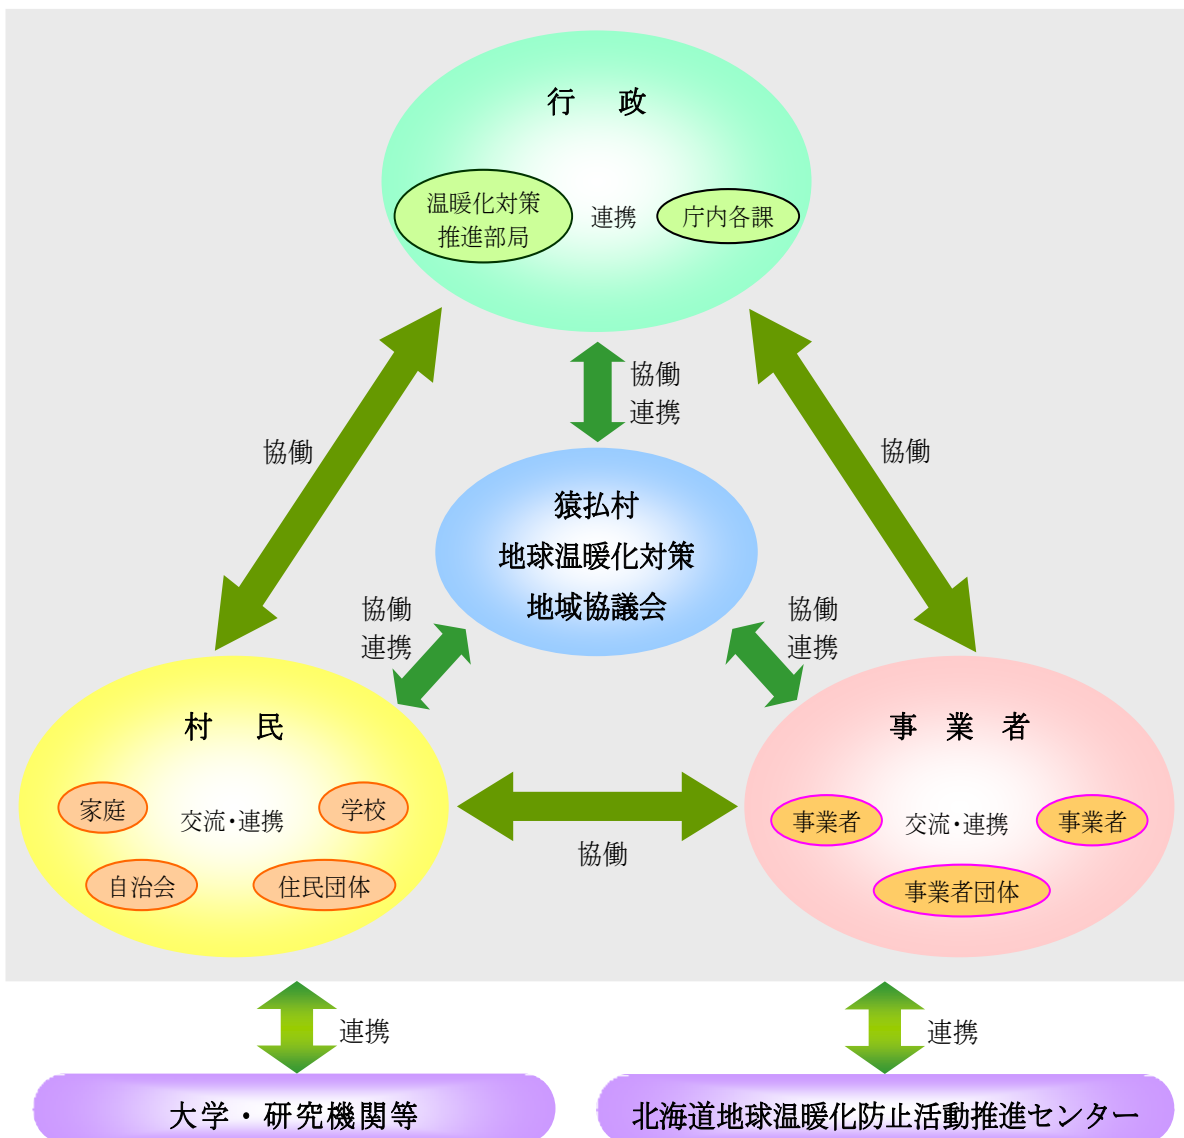 行 政
温暖化対策
推進部局
連携
庁内各課
協働
連携
協働
協働
猿払村
地球温暖化対策
地域協議会
協働
連携
協働
連携
村 民
家庭
交流・連携
学校
自治会
住民団体
協働
事 業 者
事業者
交流・連携
事業者
事業者団体
連携
連携
大学・研究機関等
北海道地球温暖化防止活動推進センター